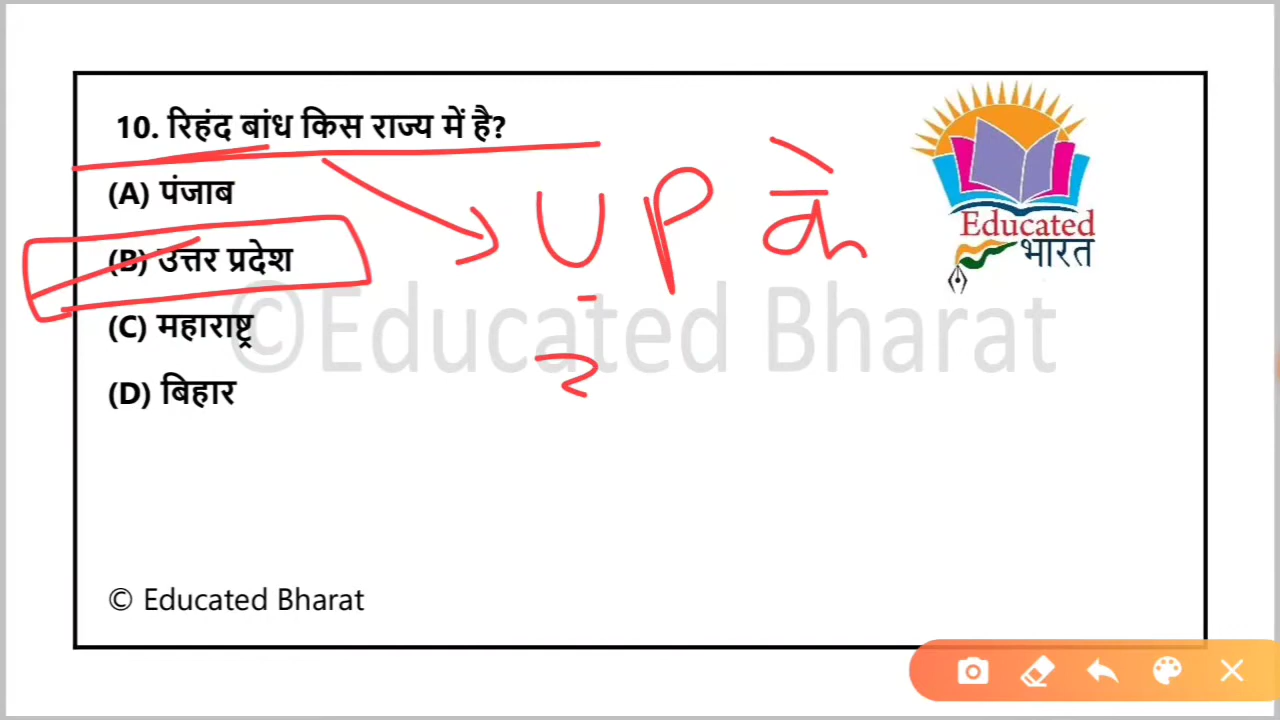 10. रिहंद बांध किस राज्य में है?
(A) पंजाब
(B) उत्तर प्रदेश
(C) महाराष्ट्र
(D) बिहार
UP के
Educated
भारत
©Educated Bharat
© Educated Bharat